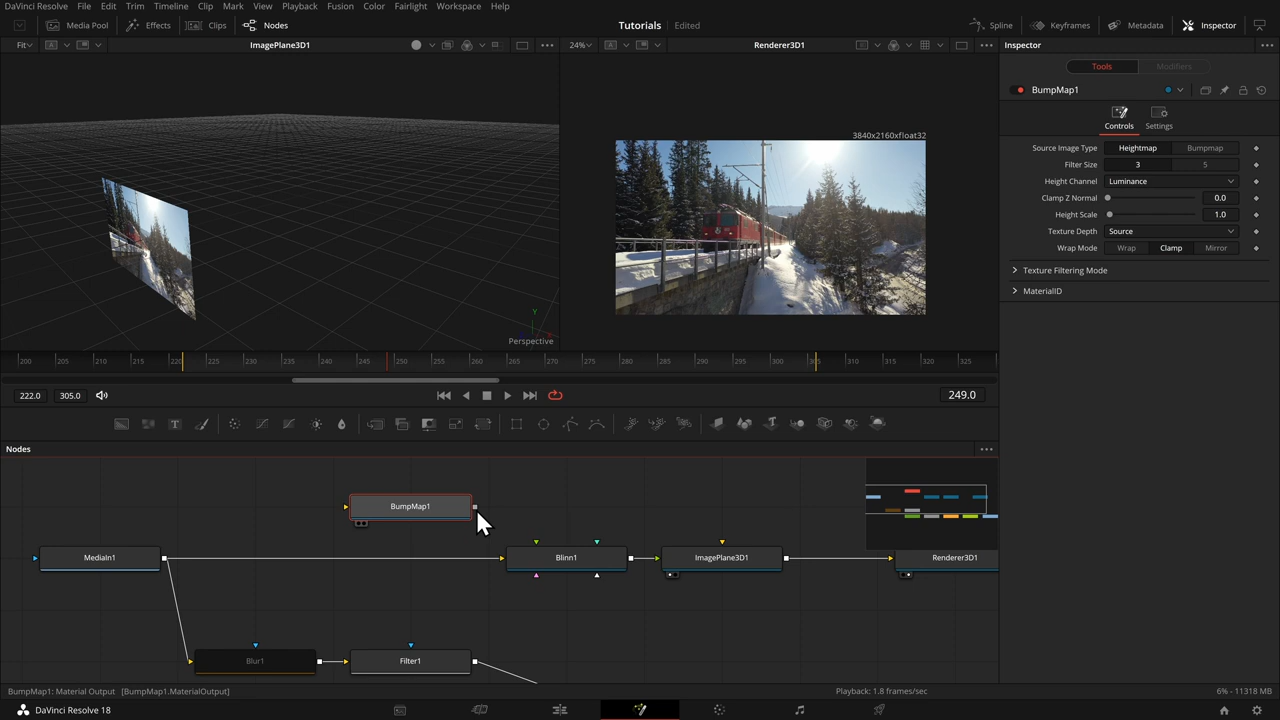 DaVinci Resolve File Edit Trim Timeline Clip Mark View Playback Fusion Color Fairlight Workspace Help
Media Pool Effects Clips Nodes Tutorials Edited Spline Keyframes Metadata Inspector
Fit ImagePlane3D1 24% Renderer3D1 Inspector
Tools Modifiers
BumpMap1
Controls Settings
3840x2160xfloat32
Source Image Type Heightmap Bumpmap
Filter Size 3 5
Height Channel Luminance
Clamp Z Normal 0.0
Height Scale 1.0
Texture Depth Source
Wrap Mode Wrap Clamp Mirror
Texture Filtering Mode
MaterialID
Y
Perspective
200 205 210 215 220 225 230 235 240 245 250 255 260 265 270 275 280 285 290 295 300 305 310 315 320 325
222.0 305.0 249.0
Nodes
BumpMap1
MediaIn1 Blinn1 ImagePlane3D1 Renderer3D1
Blur1 Filter1
BumpMap1: Material Output [BumpMap1.MaterialOutput] Playback: 1.8 frames/sec 6% - 11318 MB
DaVinci Resolve 18